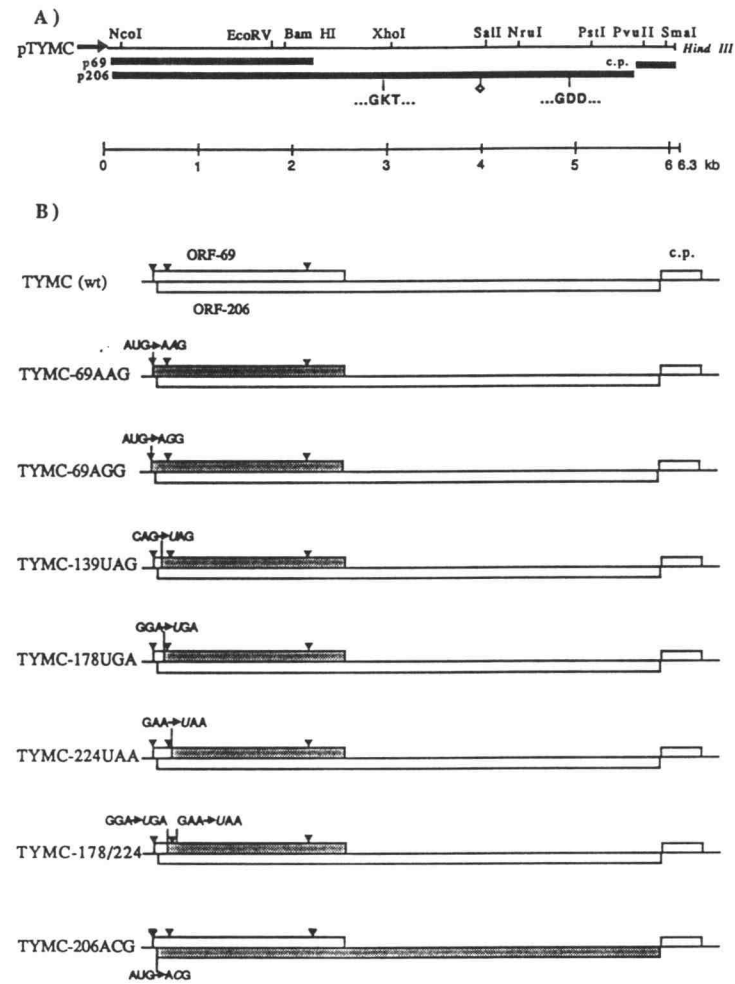 A)
NcoI EcoRV Bam HI XhoI SalI NruI PstI PvuII SmaI
pTYMC Hind III
p69 c.p.
p206
...GKT... ...GDD...
0 1 2 3 4 5 6 6.3 kb
B)
ORF-69 c.p.
TYMC (wt)
ORF-206
AUG→AAG
TYMC-69AAG
AUG→AGG
TYMC-69AGG
CAG→UAG
TYMC-139UAG
GGA→UGA
TYMC-178UGA
GAA→UAA
TYMC-224UAA
GGA→UGA GAA→UAA
TYMC-178/224
TYMC-206ACG
AUG→ACG